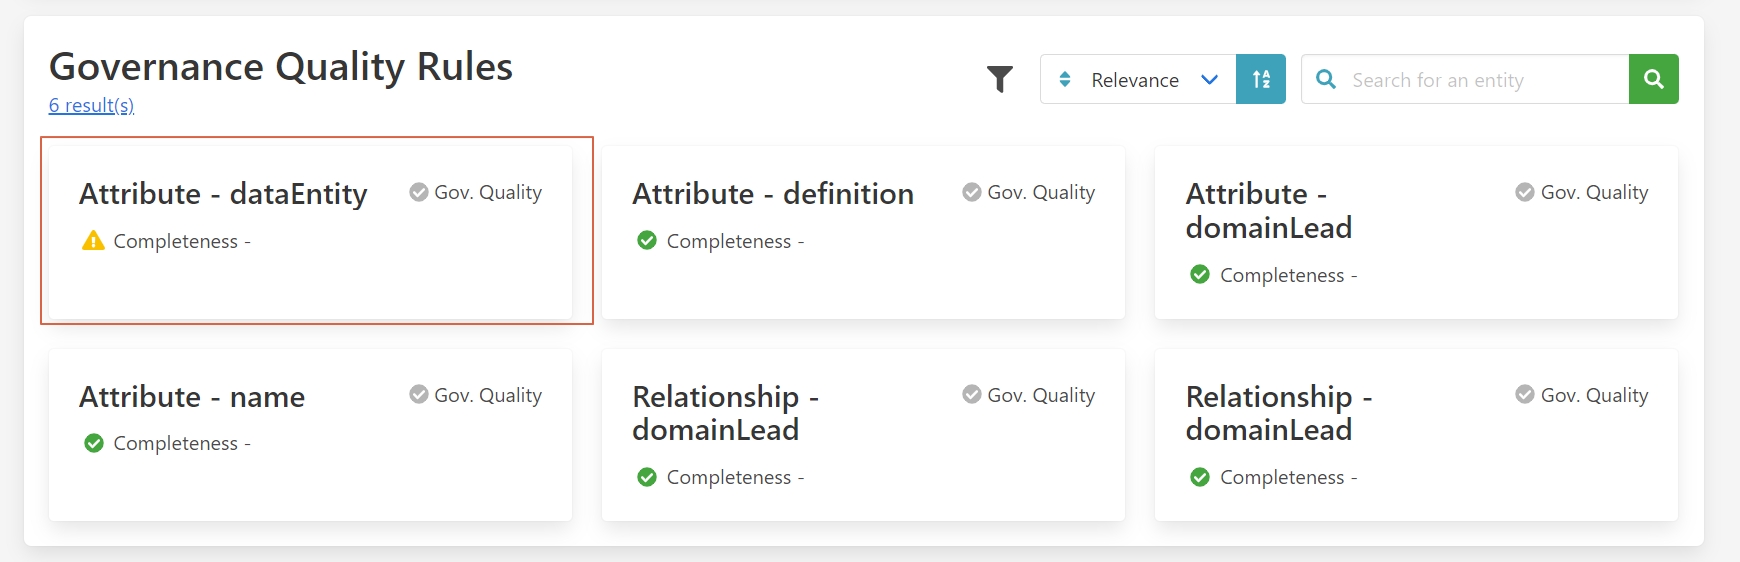 Governance Quality Rules
6 result(s)
Relevance
Search for an entity
Attribute - dataEntity
Gov. Quality
Completeness -
Attribute - definition
Gov. Quality
Completeness -
Attribute -
domainLead
Gov. Quality
Completeness -
Attribute - name
Gov. Quality
Completeness -
Relationship -
domainLead
Gov. Quality
Completeness -
Relationship -
domainLead
Gov. Quality
Completeness -